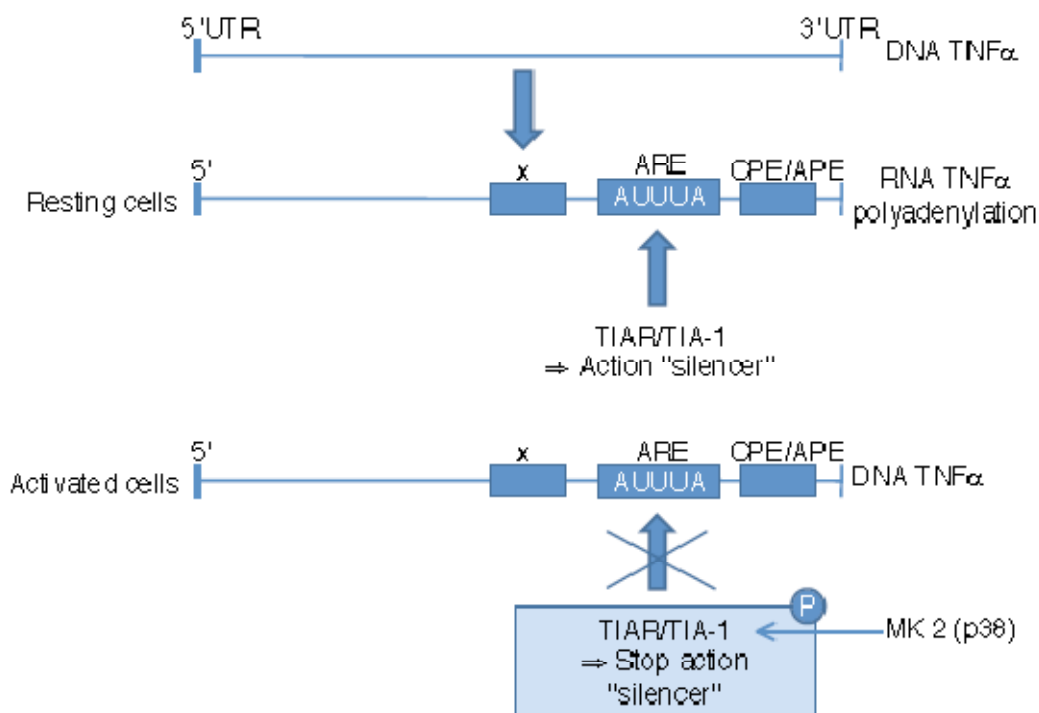 5'UTR 3'UTR
DNA TNFα
5' x ARE CPE/APE
Resting cells AUUUA RNA TNFα
polyadenylation
TIAR/TIA-1
⇒ Action "silencer"
5' x ARE CPE/APE
Activated cells AUUUA DNA TNFα
P
TIAR/TIA-1 MK 2 (p38)
⇒ Stop action
"silencer"